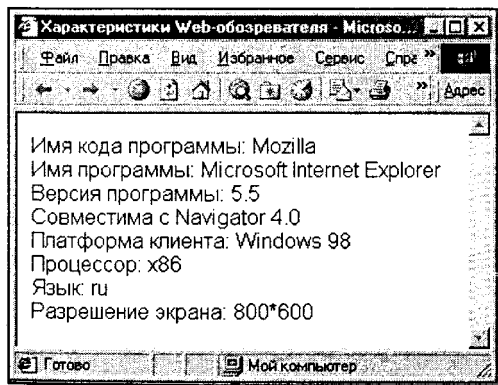 Характеристики Web-обозревателя - Microso...
Файл Правка Вид Избранное Сервис Спра »
» Адрес
Имя кода программы: Mozilla
Имя программы: Microsoft Internet Explorer
Версия программы: 5.5
Совместима с Navigator 4.0
Платформа клиента: Windows 98
Процессор: x86
Язык: ru
Разрешение экрана: 800*600
Готово Мой компьютер